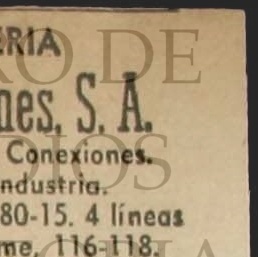 ERIA
nes, S. A.
Conexiones.
ndustria.
80-15. 4 líneas
me, 116-118.